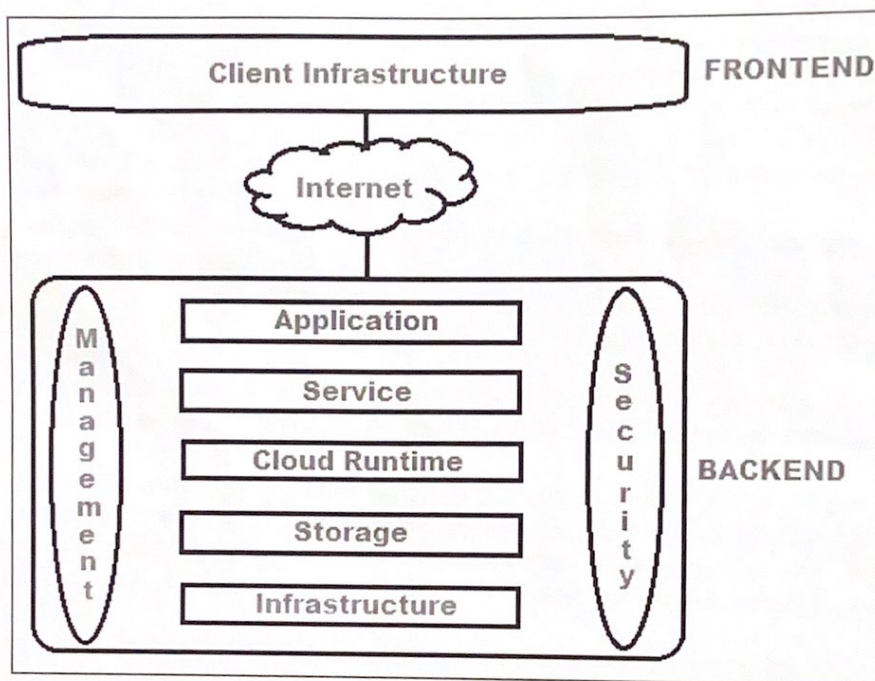 Client Infrastructure
FRONTEND
Internet
Management
Application
Service
Cloud Runtime
Storage
Infrastructure
Security
BACKEND